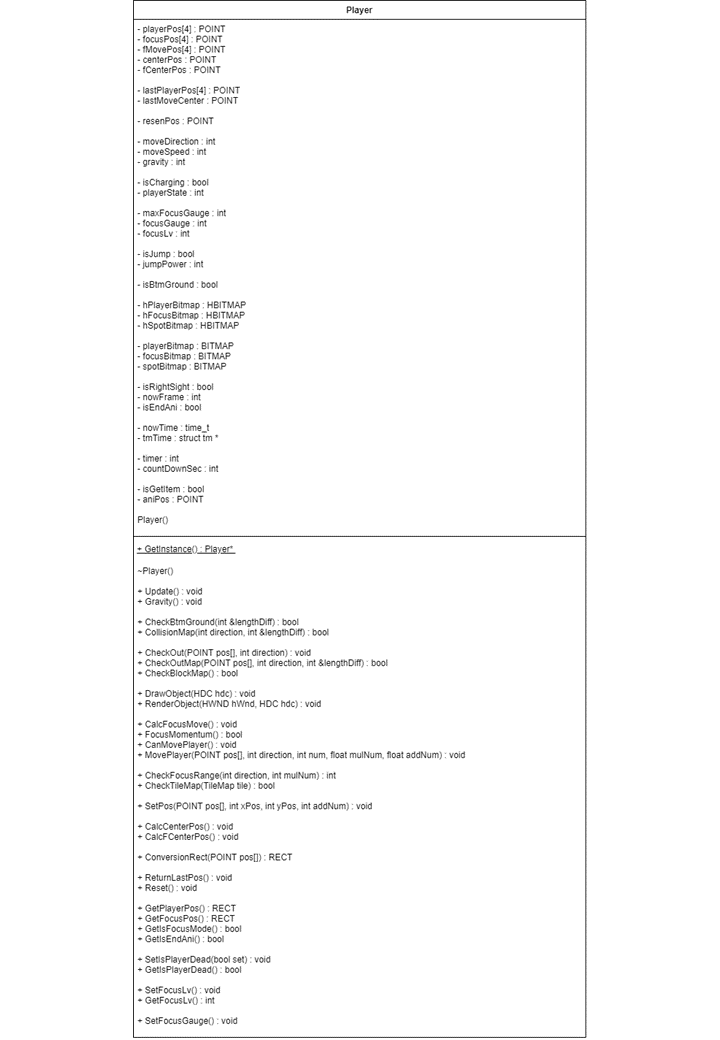 Player
- playerPos[4] : POINT
- focusPos[4] : POINT
- fMovePos[4] : POINT
- centerPos : POINT
- fCenterPos : POINT
- lastPlayerPos[4] : POINT
- lastMoveCenter : POINT
- resenPos : POINT
- moveDirection : int
- moveSpeed : int
- gravity : int
- isCharging : bool
- playerState : int
- maxFocusGauge : int
- focusGauge : int
- focusLv : int
- isJump : bool
- jumpPower : int
- isBtmGround : bool
- hPlayerBitmap : HBITMAP
- hFocusBitmap : HBITMAP
- hSpotBitmap : HBITMAP
- playerBitmap : BITMAP
- focusBitmap : BITMAP
- spotBitmap : BITMAP
- isRightSight : bool
- nowFrame : int
- isEndAni : bool
- nowTime : time_t
- tmTime : struct tm *
- timer : int
- countDownSec : int
- isGetItem : bool
- aniPos : POINT
Player()
+ GetInstance() : Player*
~Player()
+ Update() : void
+ Gravity() : void
+ CheckBtmGround(int &lengthDiff) : bool
+ CollisionMap(int direction, int &lengthDiff) : bool
+ CheckOut(POINT pos[], int direction) : void
+ CheckOutMap(POINT pos[], int direction, int &lengthDiff) : bool
+ CheckBlockMap() : bool
+ DrawObject(HDC hdc) : void
+ RenderObject(HWND hWnd, HDC hdc) : void
+ CalcFocusMove() : void
+ FocusMomentum() : bool
+ CanMovePlayer() : void
+ MovePlayer(POINT pos[], int direction, int num, float mulNum, float addNum) : void
+ CheckFocusRange(int direction, int mulNum) : int
+ CheckTileMap(TileMap tile) : bool
+ SetPos(POINT pos[], int xPos, int yPos, int addNum) : void
+ CalcCenterPos() : void
+ CalcFCenterPos() : void
+ ConversionRect(POINT pos[]) : RECT
+ ReturnLastPos() : void
+ Reset() : void
+ GetPlayerPos() : RECT
+ GetFocusPos() : RECT
+ GetIsFocusMode() : bool
+ GetIsEndAni() : bool
+ SetIsPlayerDead(bool set) : void
+ GetIsPlayerDead() : bool
+ SetFocusLv() : void
+ GetFocusLv() : int
+ SetFocusGauge() : void